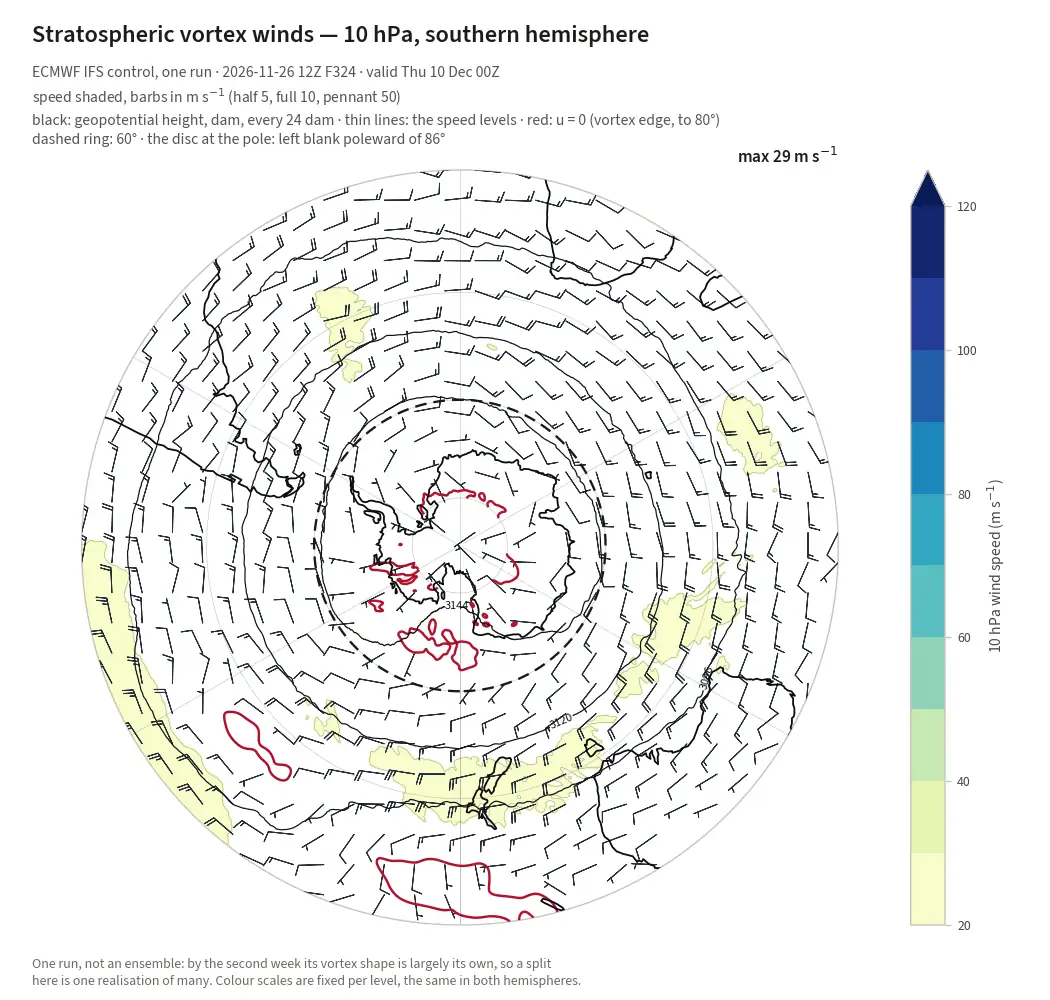 Stratospheric vortex winds — 10 hPa, southern hemisphere
ECMWF IFS control, one run · 2026-11-26 12Z F324 · valid Thu 10 Dec 00Z
speed shaded, barbs in m s⁻¹ (half 5, full 10, pennant 50)
black: geopotential height, dam, every 24 dam · thin lines: the speed levels · red: u = 0 (vortex edge, to 80°)
dashed ring: 60° · the disc at the pole: left blank poleward of 86°
max 29 m s⁻¹
120
100
80
60
40
20
10 hPa wind speed (m s⁻¹)
3144
3120
One run, not an ensemble: by the second week its vortex shape is largely its own, so a split
here is one realisation of many. Colour scales are fixed per level, the same in both hemispheres.